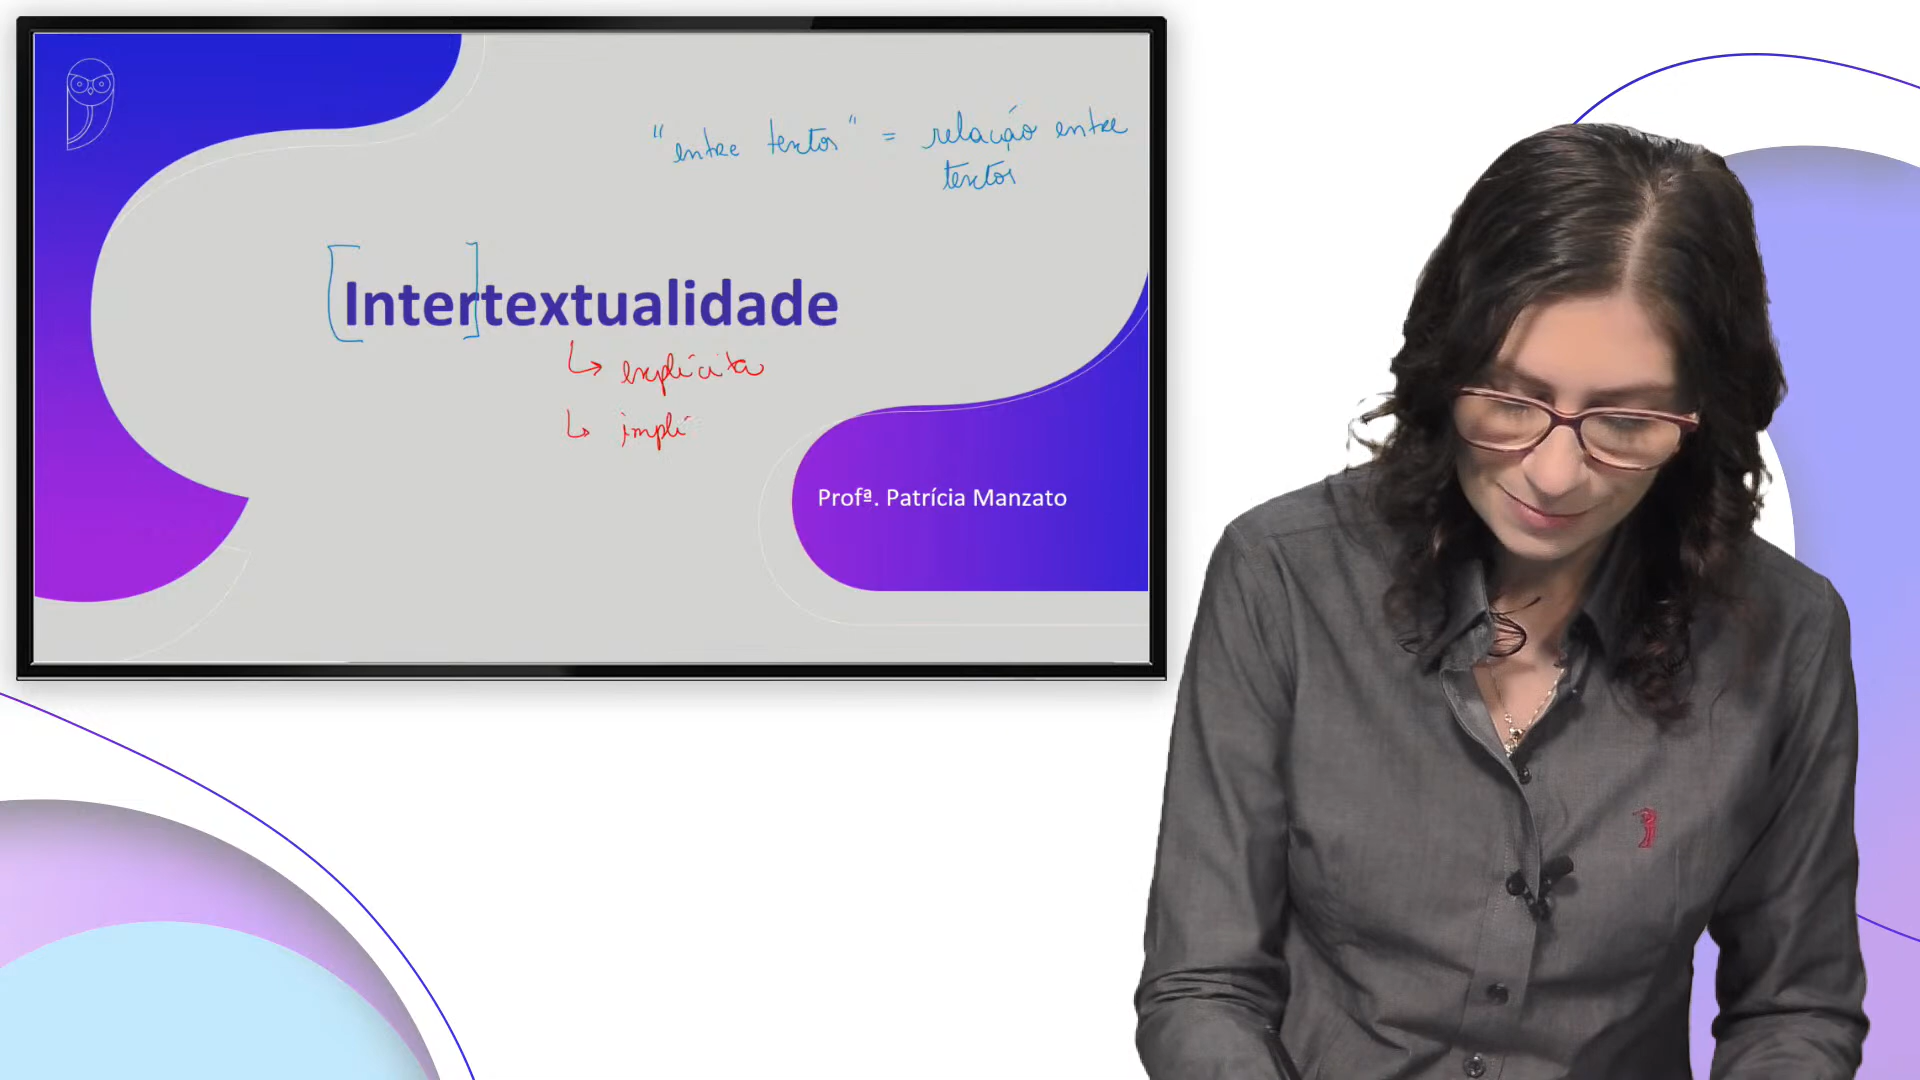 "entre textos" = relação entre
textos
Intertextualidade
↳ explícita
↳ implí
Profª. Patrícia Manzato